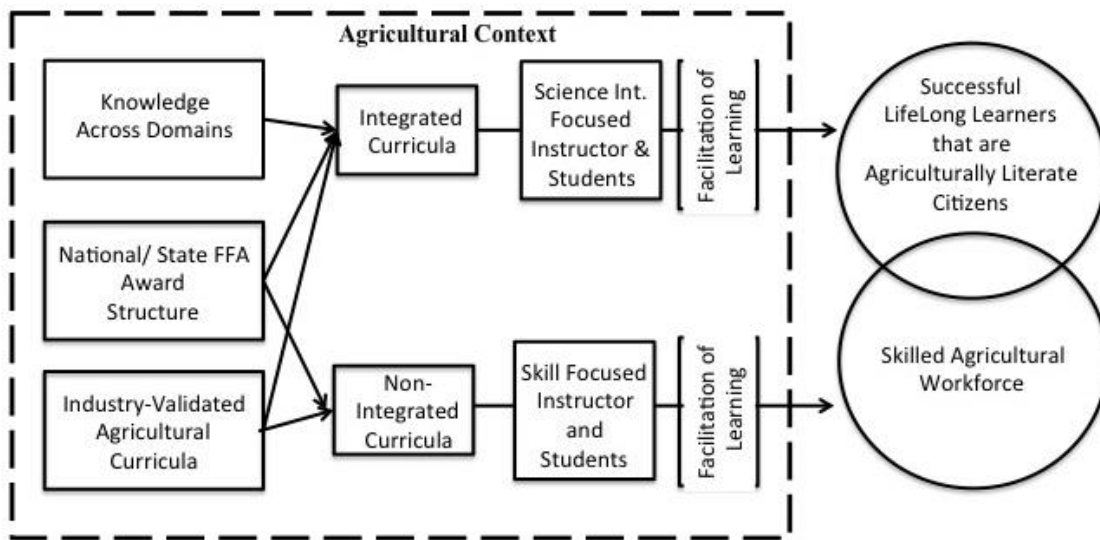 Agricultural Context
Knowledge
Across Domains
National/ State FFA
Award
Structure
Industry-Validated
Agricultural
Curricula
Integrated
Curricula
Non-
Integrated
Curricula
Science Int.
Focused
Instructor &
Students
Skill Focused
Instructor
and
Students
Facilitation of
Learning
Facilitation of
Learning
Successful
LifeLong Learners
that are
Agriculturally Literate
Citizens
Skilled Agricultural
Workforce